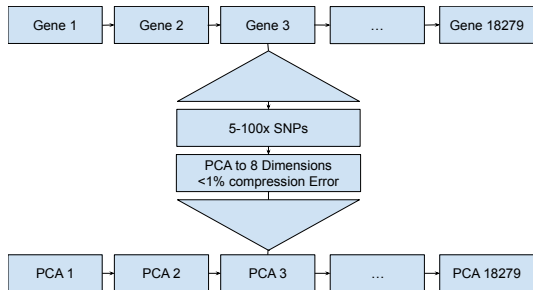 Gene 1 Gene 2 Gene 3 ... Gene 18279
5-100x SNPs
PCA to 8 Dimensions
<1% compression Error
PCA 1 PCA 2 PCA 3 ... PCA 18279